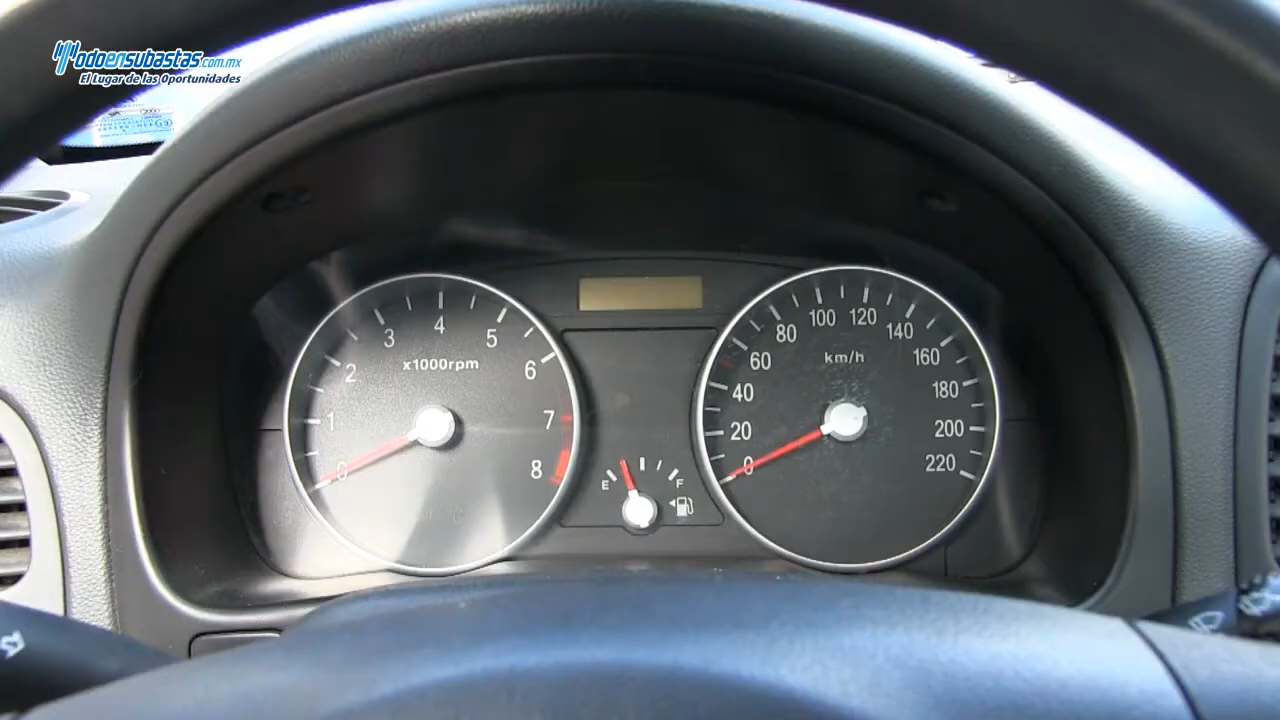 Todoensubastas.com.mx
El Lugar de las Oportunidades
0 1 2 3 4 5 6 7 8
x1000rpm
0 20 40 60 80 100 120 140 160 180 200 220
km/h
E F